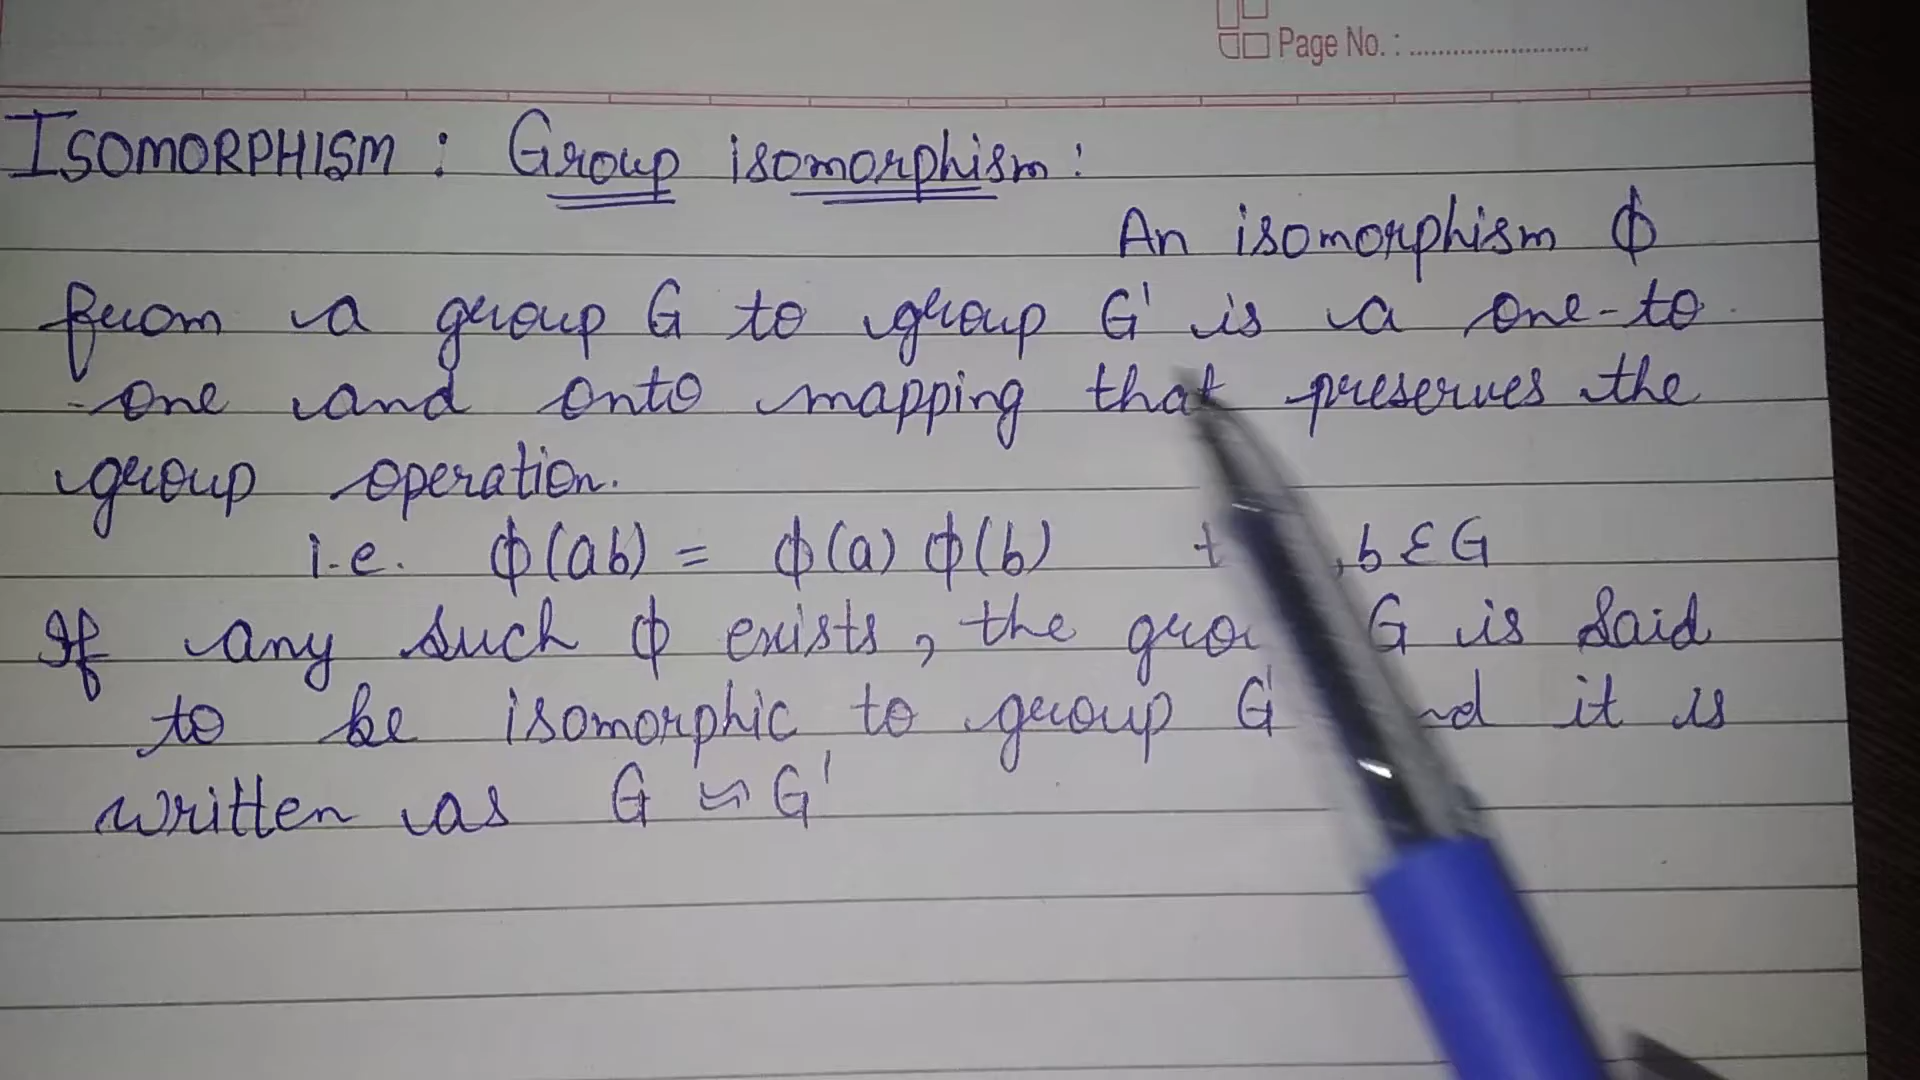 Page No. :
ISOMORPHISM : Group isomorphism :
An isomorphism ϕ
from a group G to group G' is a one-to
-one and onto mapping that preserves the
group operation.
i.e. ϕ(ab) = ϕ(a) ϕ(b) , b ∈ G
If any such ϕ exists, the G is said
to be isomorphic to group G' it is
written as G ≈ G'